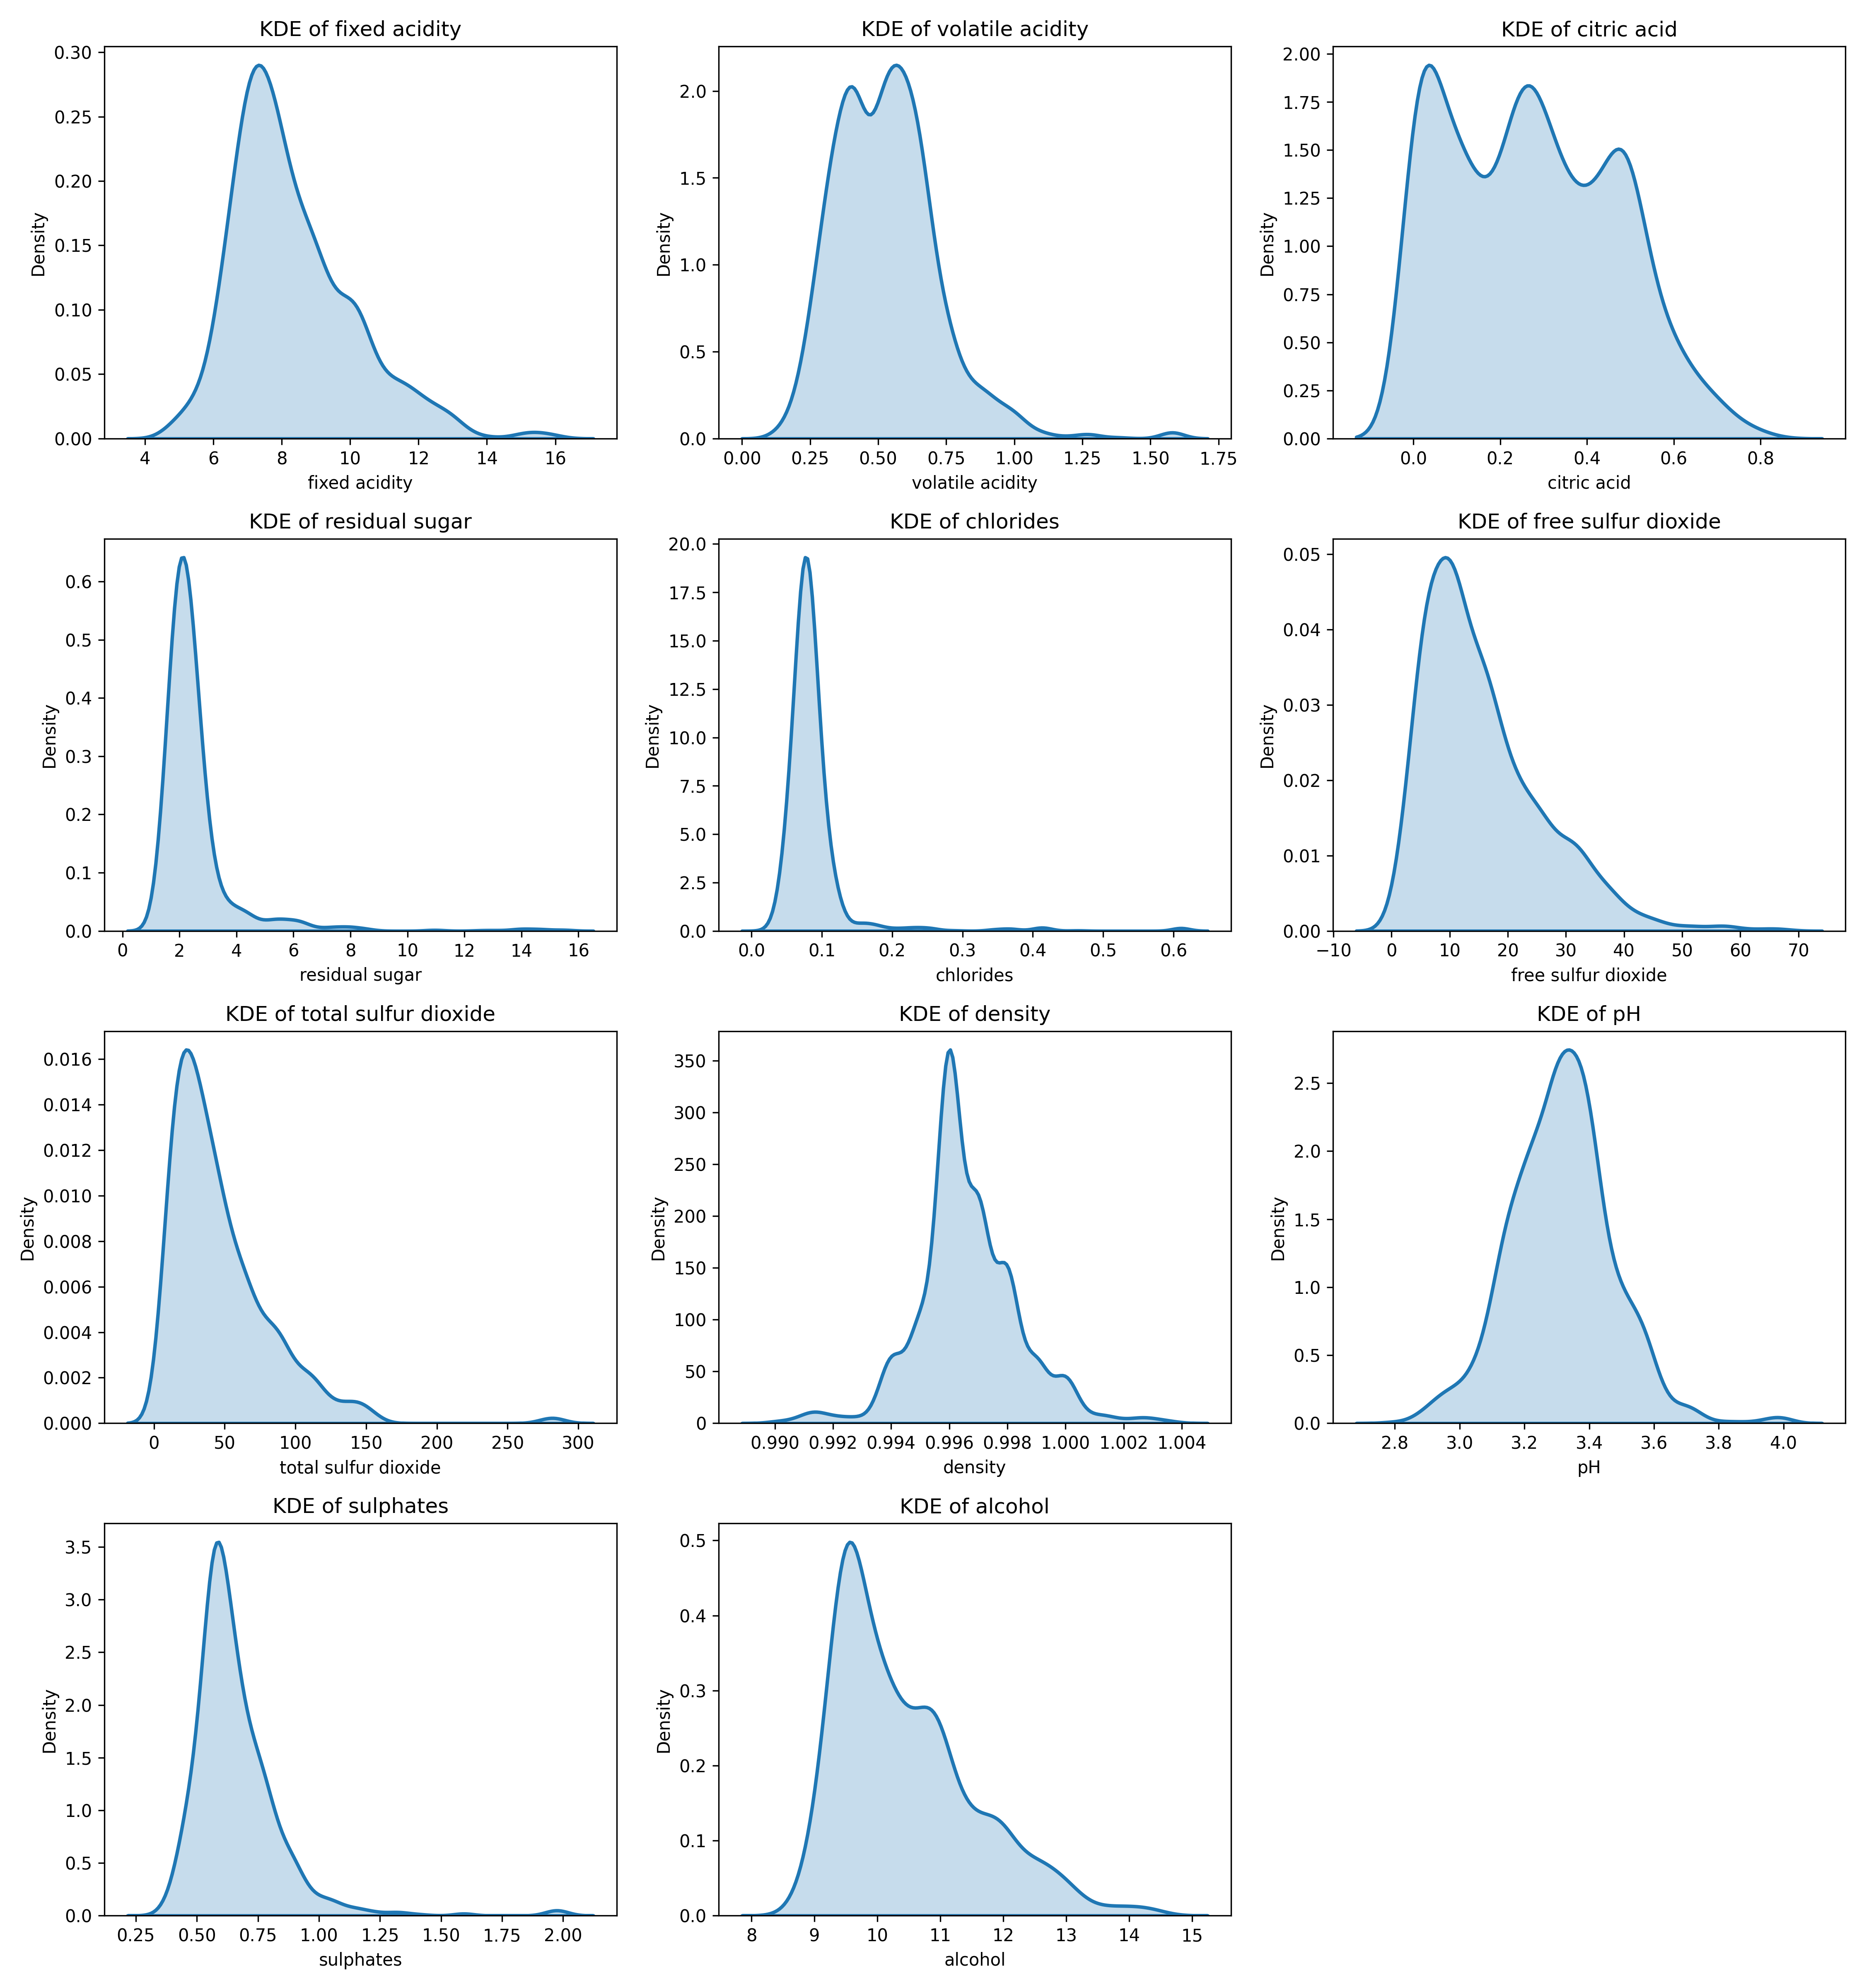 KDE of fixed acidity
0.30
0.25
0.20
0.15
0.10
0.05
0.00
Density
4 6 8 10 12 14 16
fixed acidity
KDE of volatile acidity
2.0
1.5
1.0
0.5
0.0
Density
0.00 0.25 0.50 0.75 1.00 1.25 1.50 1.75
volatile acidity
KDE of citric acid
2.00
1.75
1.50
1.25
1.00
0.75
0.50
0.25
0.00
Density
0.0 0.2 0.4 0.6 0.8
citric acid
KDE of residual sugar
0.6
0.5
0.4
0.3
0.2
0.1
0.0
Density
0 2 4 6 8 10 12 14 16
residual sugar
KDE of chlorides
20.0
17.5
15.0
12.5
10.0
7.5
5.0
2.5
0.0
Density
0.0 0.1 0.2 0.3 0.4 0.5 0.6
chlorides
KDE of free sulfur dioxide
0.05
0.04
0.03
0.02
0.01
0.00
Density
−10 0 10 20 30 40 50 60 70
free sulfur dioxide
KDE of total sulfur dioxide
0.016
0.014
0.012
0.010
0.008
0.006
0.004
0.002
0.000
Density
0 50 100 150 200 250 300
total sulfur dioxide
KDE of density
350
300
250
200
150
100
50
0
Density
0.990 0.992 0.994 0.996 0.998 1.000 1.002 1.004
density
KDE of pH
2.5
2.0
1.5
1.0
0.5
0.0
Density
2.8 3.0 3.2 3.4 3.6 3.8 4.0
pH
KDE of sulphates
3.5
3.0
2.5
2.0
1.5
1.0
0.5
0.0
Density
0.25 0.50 0.75 1.00 1.25 1.50 1.75 2.00
sulphates
KDE of alcohol
0.5
0.4
0.3
0.2
0.1
0.0
Density
8 9 10 11 12 13 14 15
alcohol